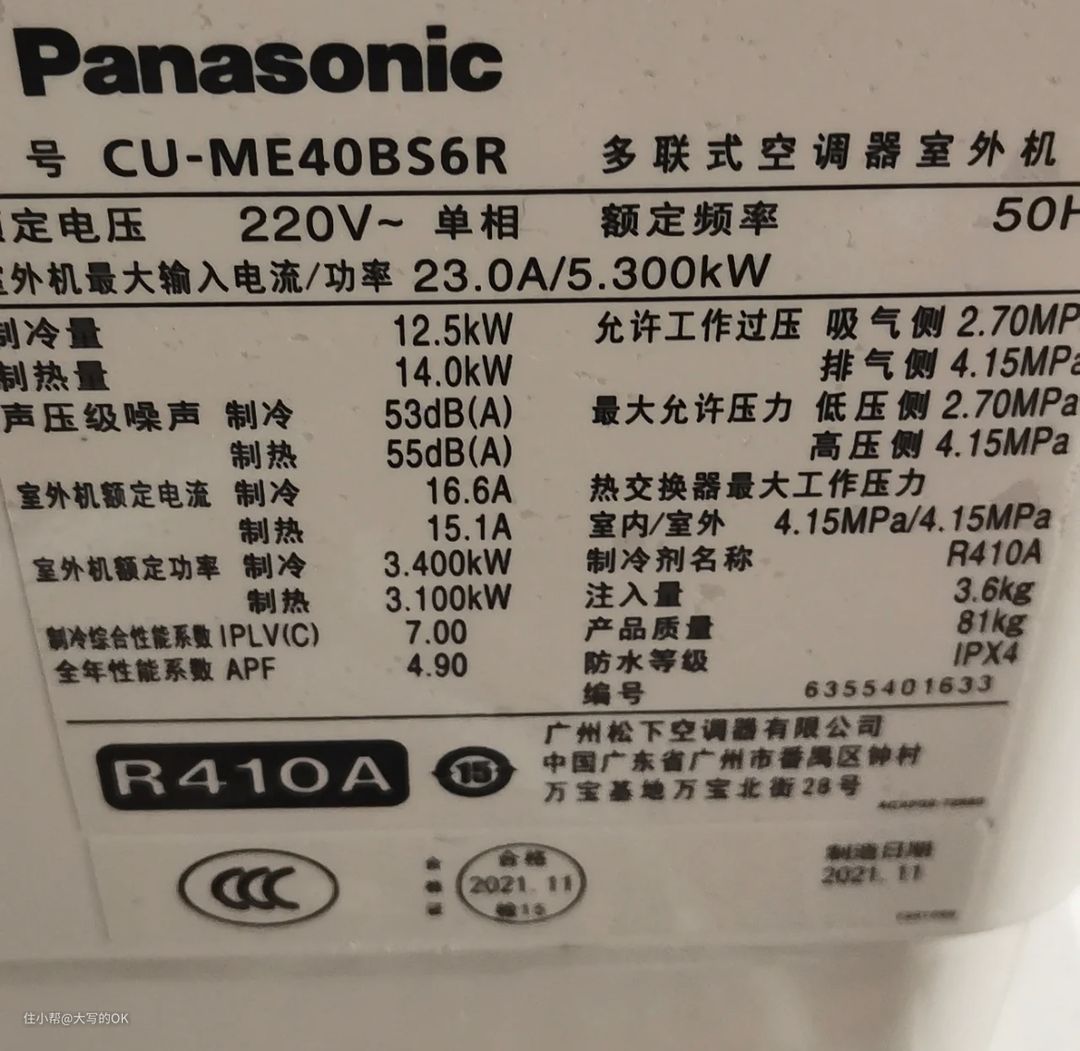 Panasonic
号 CU-ME40BS6R 多联式空调器室外机
定电压 220V~ 单相 额定频率 50H
外机最大输入电流/功率 23.0A/5.300kW
制冷量 12.5kW
制热量 14.0kW
声压级噪声 制冷 53dB(A)
制热 55dB(A)
室外机额定电流 制冷 16.6A
制热 15.1A
室外机额定功率 制冷 3.400kW
制热 3.100kW
制冷综合性能系数 IPLV(C) 7.00
全年性能系数 APF 4.90
允许工作过压 吸气侧 2.70MP
排气侧 4.15MPa
最大允许压力 低压侧 2.70MPa
高压侧 4.15MPa
热交换器最大工作压力
室内/室外 4.15MPa/4.15MPa
制冷剂名称 R410A
注入量 3.6kg
产品质量 81kg
防水等级 IPX4
编号 6355401633
R410A 15
广州松下空调器有限公司
中国广东省广州市番禺区钟村
万宝基地万宝北街28号
CCC
合格证
合格
2021.11
检15
制造日期
2021.11
住小帮@大写的OK